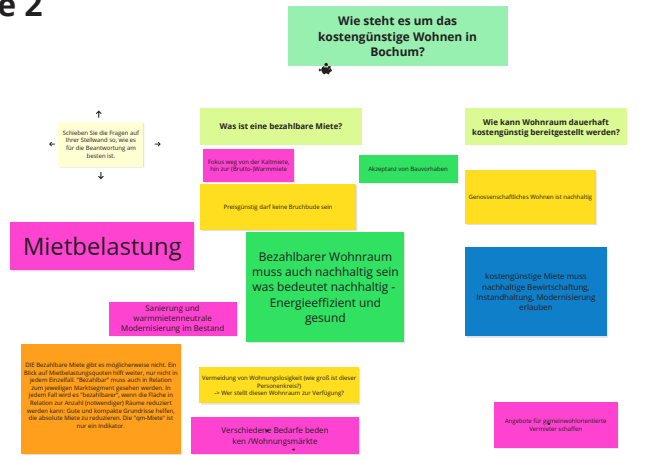 e 2
Wie steht es um das
kostengünstige Wohnen in
Bochum?
Schieben Sie die Fragen auf
Ihrer Stellwand so, wie es
für die Beantwortung am
besten ist.
Was ist eine bezahlbare Miete?
Wie kann Wohnraum dauerhaft
kostengünstig bereitgestellt werden?
Fokus weg von der Kaltmiete,
hin zur (Brutto-)Warmmiete
Akzeptanz von Bauvorhaben
Preisgünstig darf keine Bruchbude sein
Genossenschaftliches Wohnen ist nachhaltig
Mietbelastung
Bezahlbarer Wohnraum
muss auch nachhaltig sein
was bedeutet nachhaltig -
Energieeffizient und
gesund
kostengünstige Miete muss
nachhaltige Bewirtschaftung,
Instandhaltung, Modernisierung
erlauben
Sanierung und
warmmietenneutrale
Modernisierung im Bestand
DIE Bezahlbare Miete gibt es möglicherweise nicht. Ein
Blick auf Mietbelastungsquoten hilft weiter, nur nicht in
jedem Einzelfall. "Bezahlbar" muss auch in Relation
zum jeweiligen Marktsegment gesehen werden. In
jedem Fall wird es "bezahlbarer", wenn die Fläche in
Relation zur Anzahl (notwendiger) Räume reduziert
werden kann: Gute und kompakte Grundrisse helfen,
die absolute Miete zu reduzieren. Die "qm-Miete" ist
nur ein Indikator.
Vermeidung von Wohnungslosigkeit (wie groß ist dieser
Personenkreis?)
-> Wer stellt diesen Wohnraum zur Verfügung?
Verschiedene Bedarfe beden
ken /Wohnungsmärkte
Angebote für gemeinwohlorientierte
Vermieter schaffen